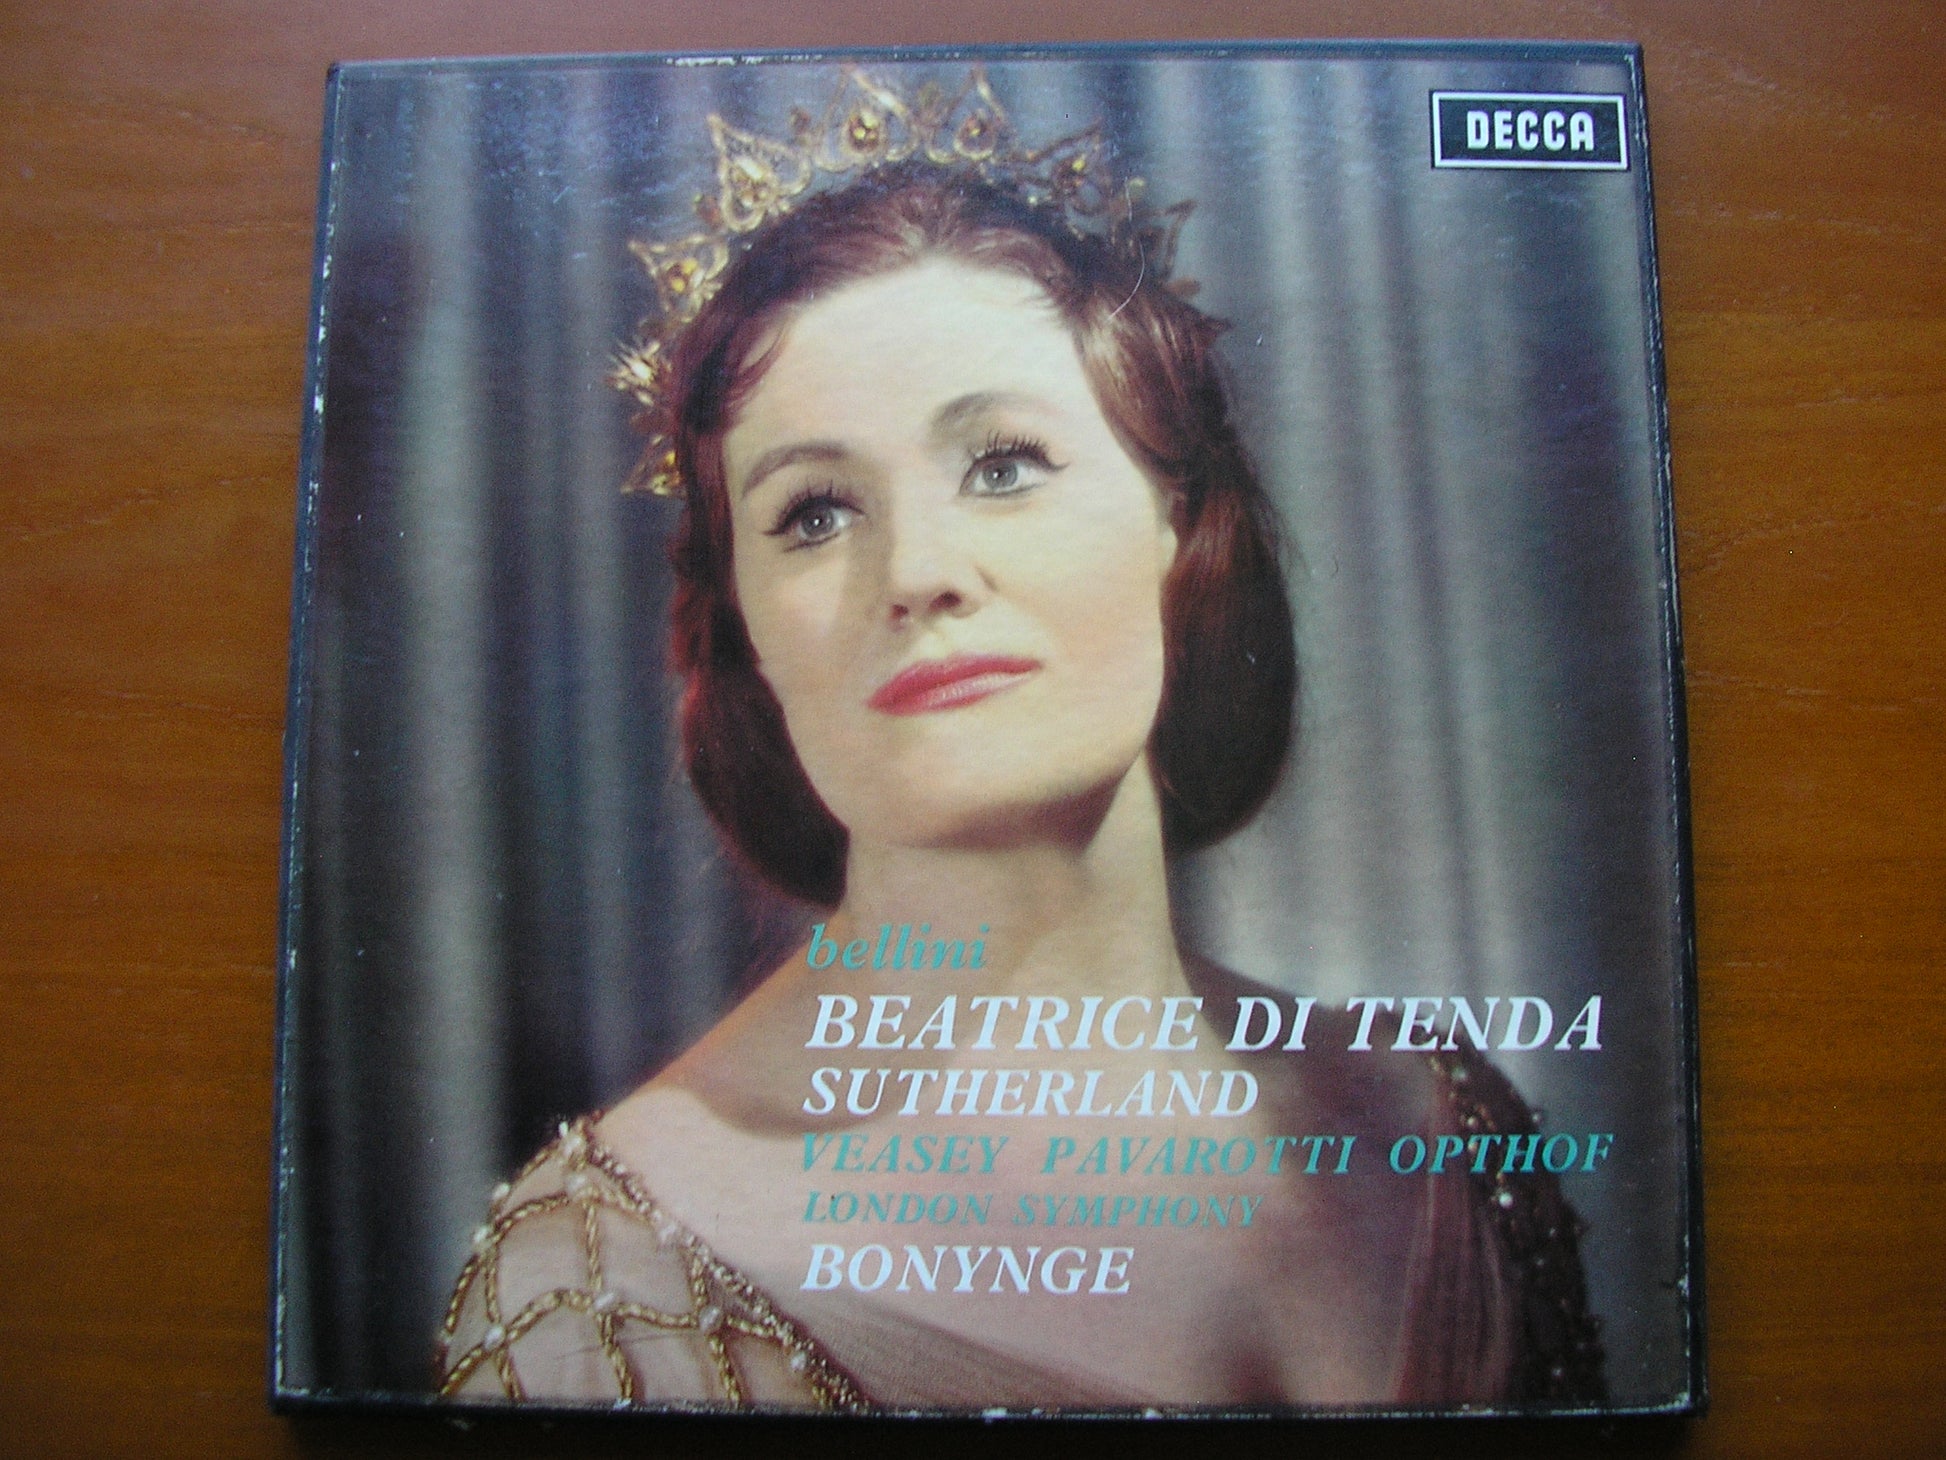 DECCA
bellini
BEATRICE DI TENDA
SUTHERLAND
VEASEY PAVAROTTI OPTHOF
LONDON SYMPHONY
BONYNGE